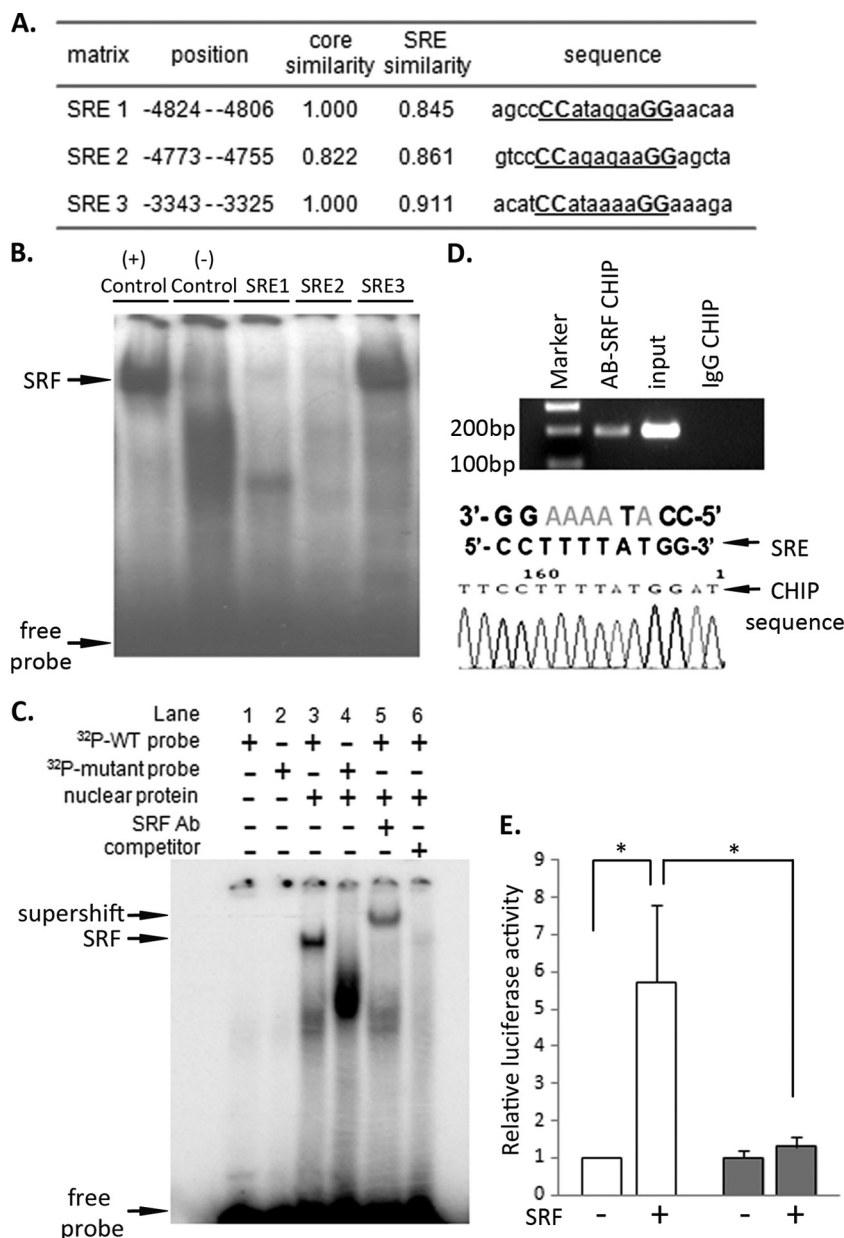 A.
matrix position core similarity SRE similarity sequence
SRE 1 -4824 - -4806 1.000 0.845 agccCCataggaGGaacaa
SRE 2 -4773 - -4755 0.822 0.861 gtccCCagagaaGGagcta
SRE 3 -3343 - -3325 1.000 0.911 acatCCataaaaGGaaaga
B.
(+) Control (-) Control SRE1 SRE2 SRE3
SRF
free probe
C.
Lane 1 2 3 4 5 6
32P-WT probe + - + - + +
32P-mutant probe - + - + - -
nuclear protein - - + + + +
SRF Ab - - - - + -
competitor - - - - - +
supershift
SRF
free probe
D.
Marker AB-SRF CHIP input IgG CHIP
200bp
100bp
3'- G G AAAA T A CC-5'
5'- C C T T T T A T GG-3' SRE
160 1
T T C C T T T T A T G G A T CHIP sequence
E.
* *
Relative luciferase activity
9
8
7
6
5
4
3
2
1
0
SRF - + - +